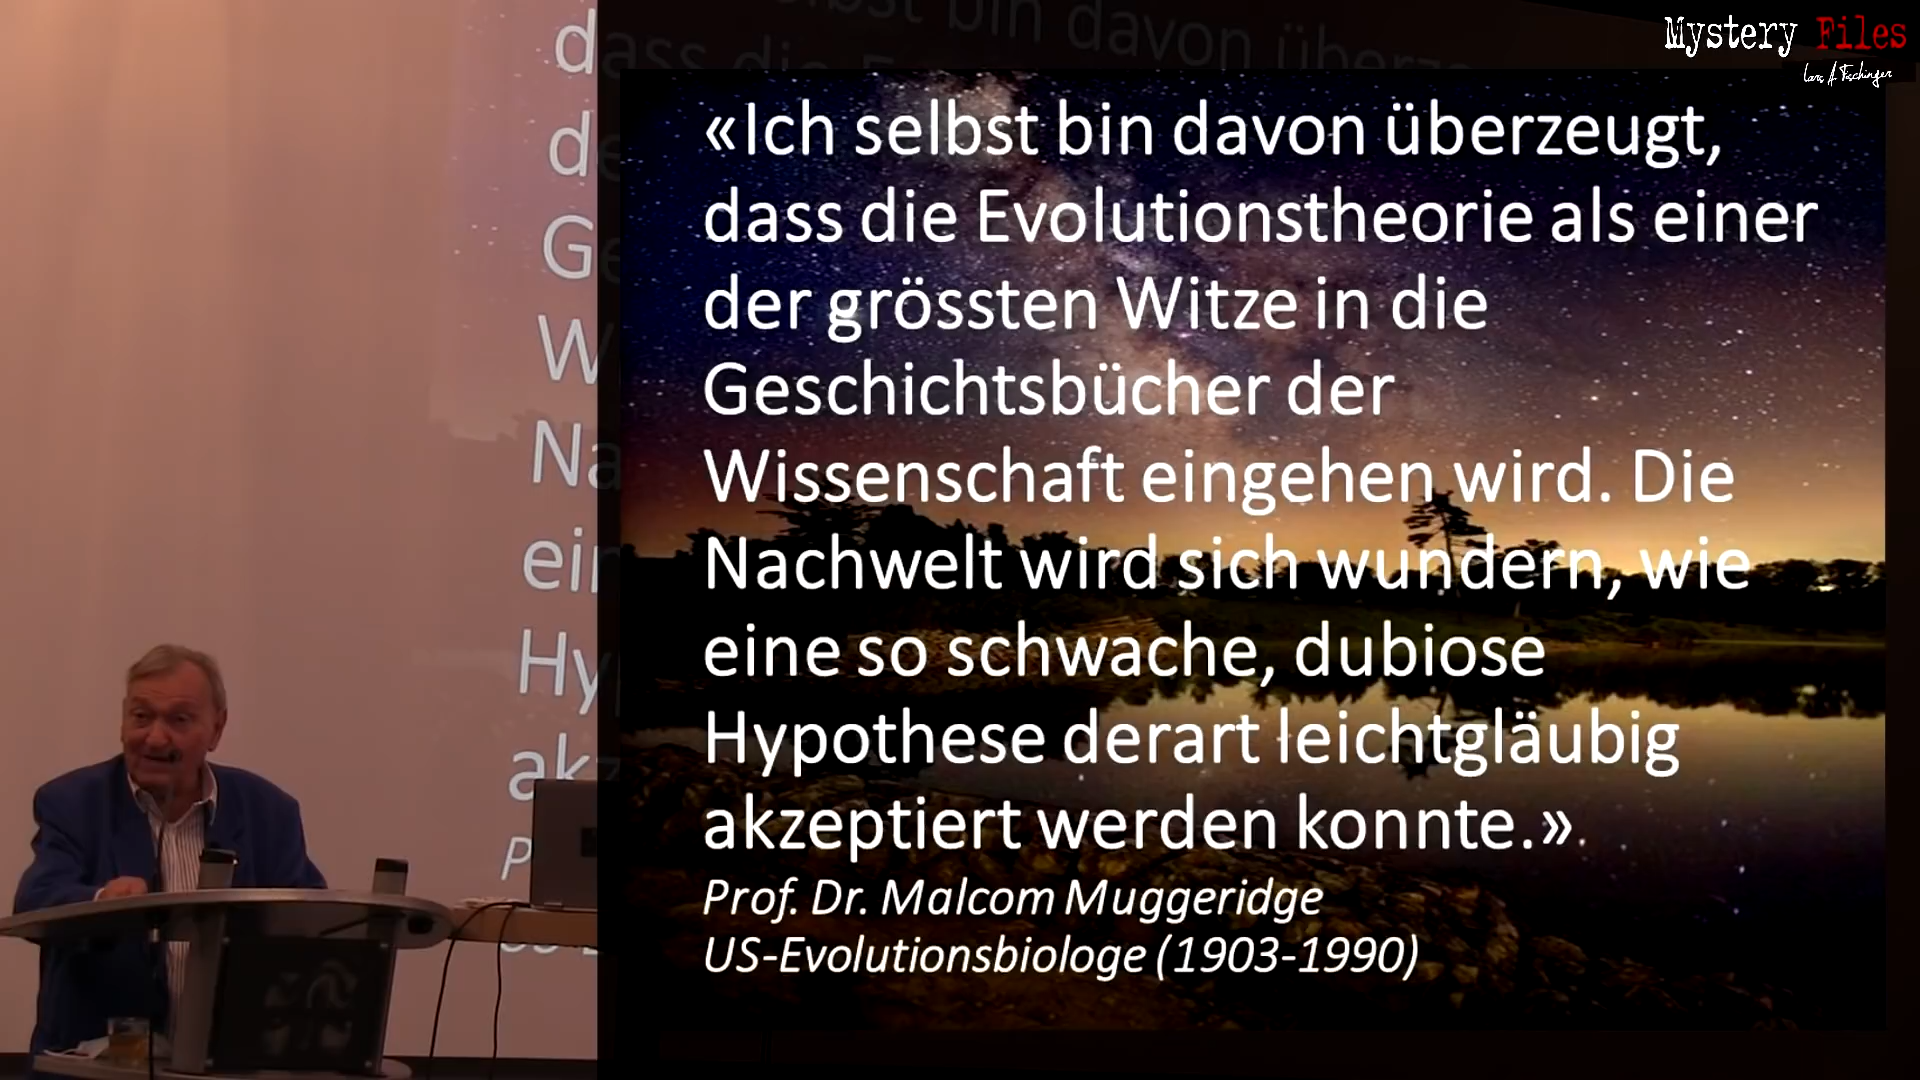 Mystery Files
Lars A. Fischinger
«Ich selbst bin davon überzeugt,
dass die Evolutionstheorie als einer
der grössten Witze in die
Geschichtsbücher der
Wissenschaft eingehen wird. Die
Nachwelt wird sich wundern, wie
eine so schwache, dubiose
Hypothese derart leichtgläubig
akzeptiert werden konnte.»
Prof. Dr. Malcom Muggeridge
US-Evolutionsbiologe (1903-1990)